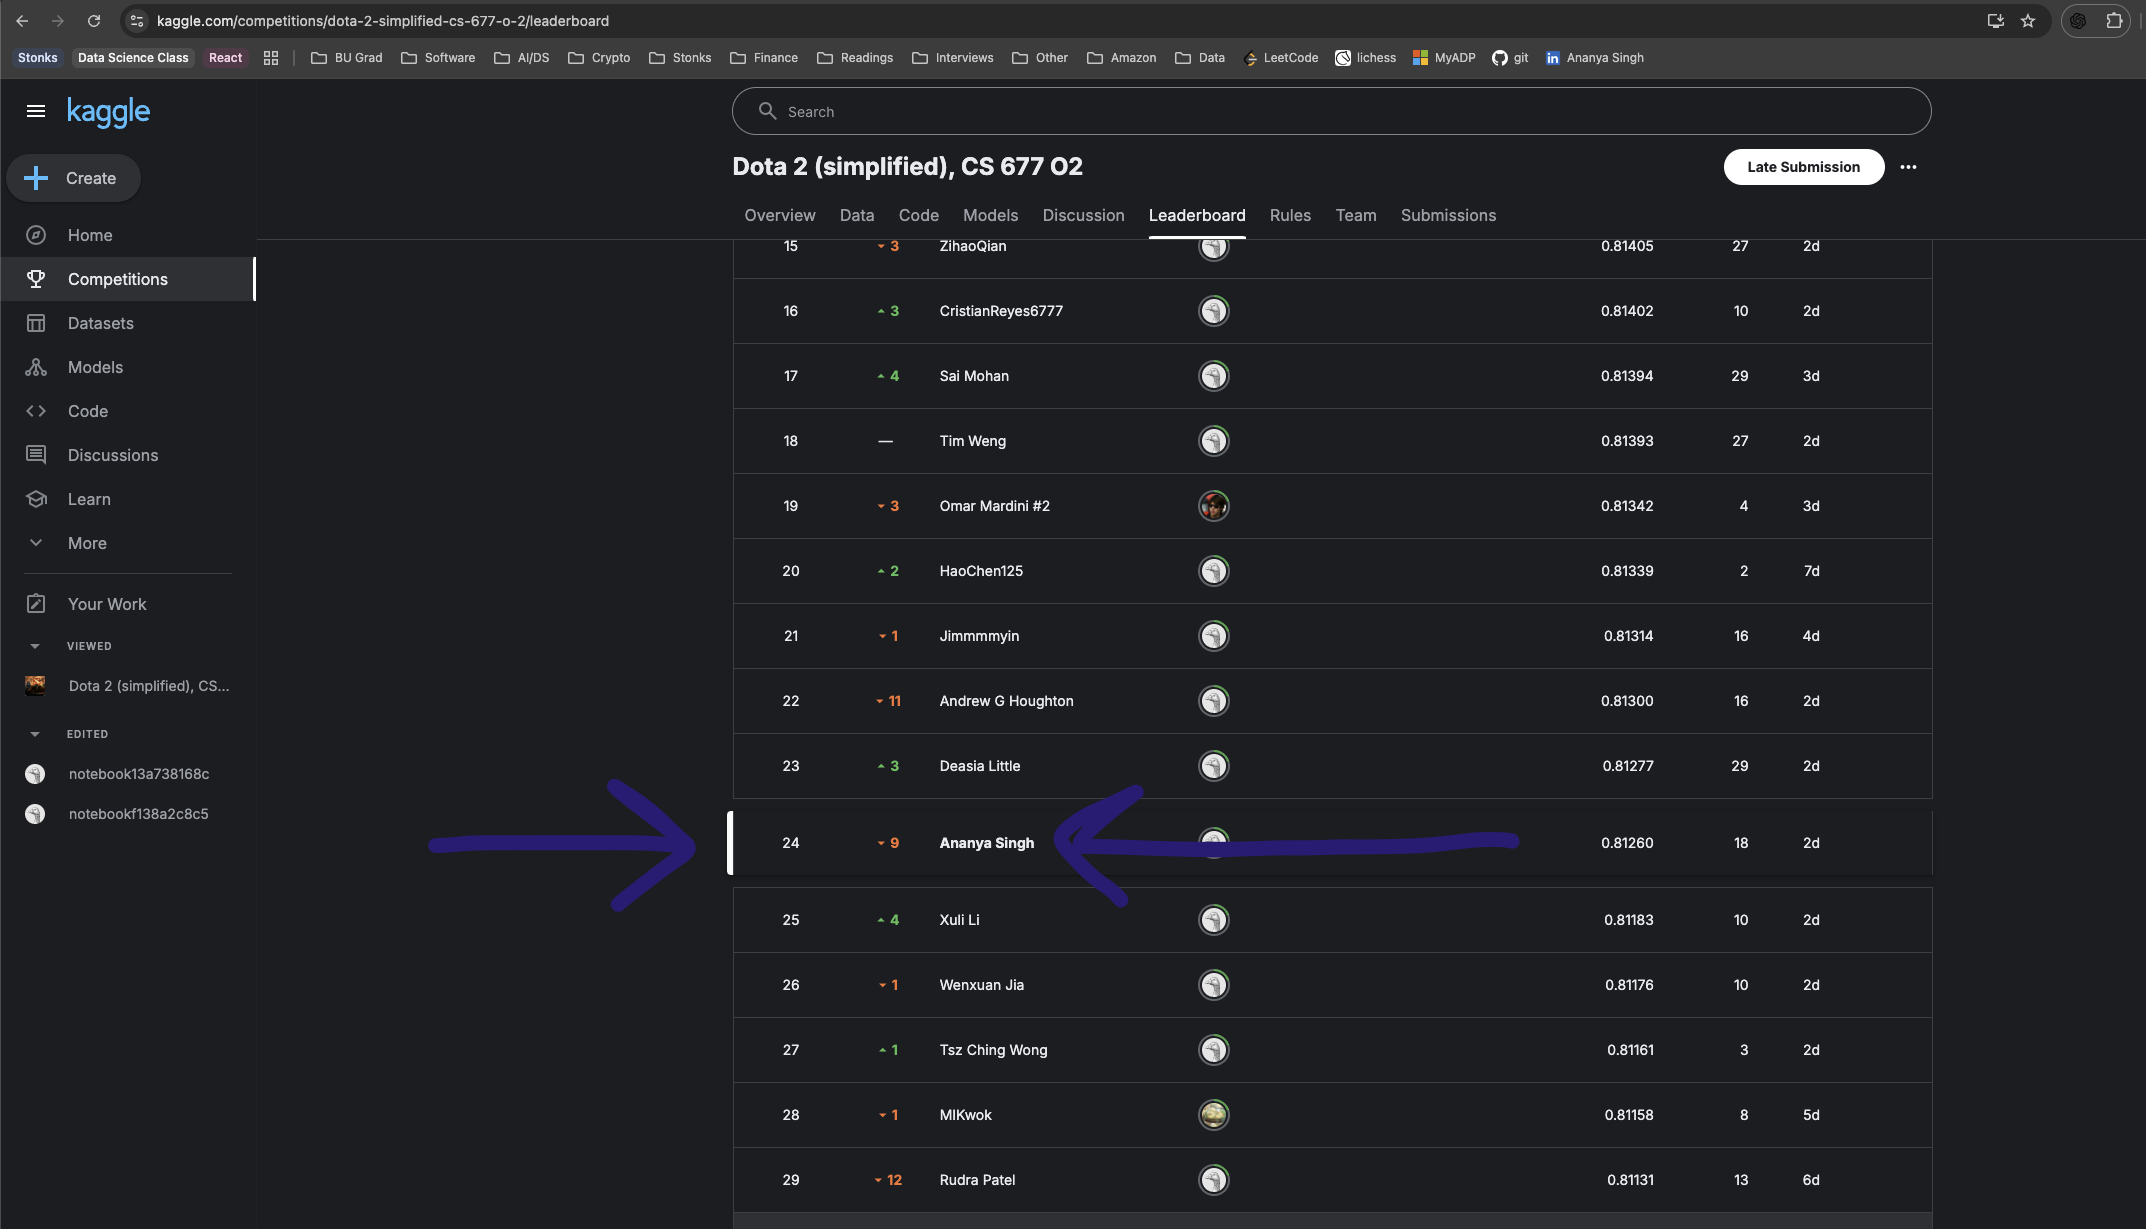 kaggle.com/competitions/dota-2-simplified-cs-677-o-2/leaderboard
Stonks Data Science Class React BU Grad Software AI/DS Crypto Stonks Finance Readings Interviews Other Amazon Data LeetCode lichess MyADP git Ananya Singh
kaggle
Search
Create
Dota 2 (simplified), CS 677 O2
Late Submission
Overview Data Code Models Discussion Leaderboard Rules Team Submissions
Home
Competitions
Datasets
Models
Code
Discussions
Learn
More
Your Work
VIEWED
Dota 2 (simplified), CS...
EDITED
notebook13a738168c
notebookf138a2c8c5
15 3 ZihaoQian 0.81405 27 2d
16 3 CristianReyes6777 0.81402 10 2d
17 4 Sai Mohan 0.81394 29 3d
18 — Tim Weng 0.81393 27 2d
19 3 Omar Mardini #2 0.81342 4 3d
20 2 HaoChen125 0.81339 2 7d
21 1 Jimmmmyin 0.81314 16 4d
22 11 Andrew G Houghton 0.81300 16 2d
23 3 Deasia Little 0.81277 29 2d
24 9 Ananya Singh 0.81260 18 2d
25 4 Xuli Li 0.81183 10 2d
26 1 Wenxuan Jia 0.81176 10 2d
27 1 Tsz Ching Wong 0.81161 3 2d
28 1 MIKwok 0.81158 8 5d
29 12 Rudra Patel 0.81131 13 6d